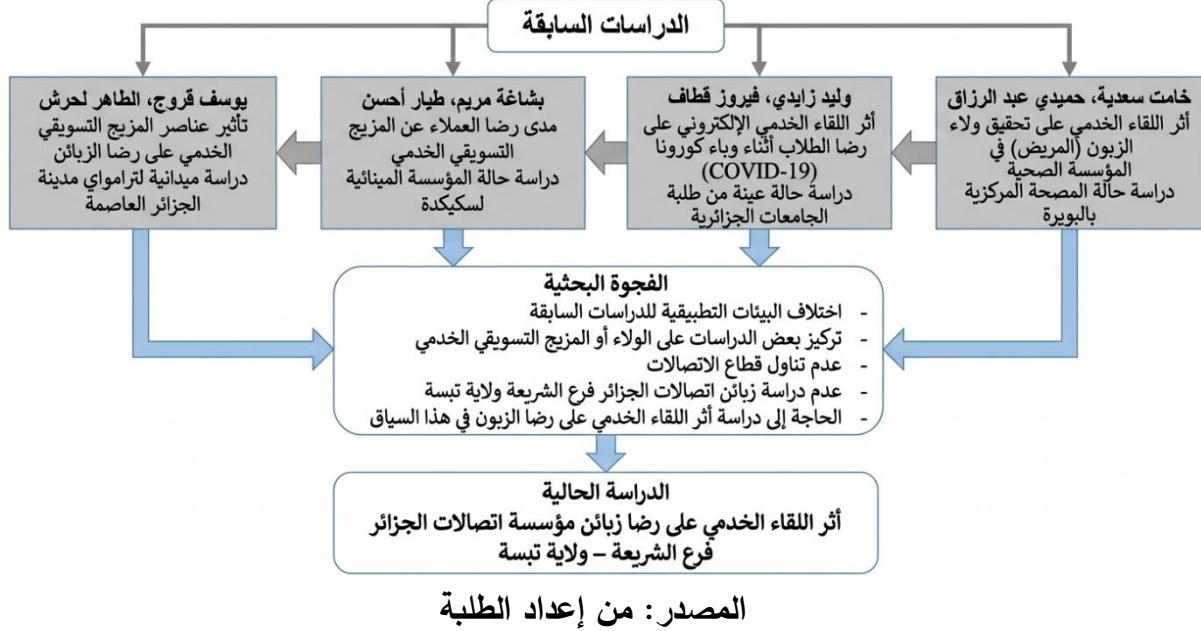 الدراسات السابقة
خامت سعدية، حميدي عبد الرزاق
أثر اللقاء الخدمي على تحقيق ولاء
الزبون (المريض) في
المؤسسة الصحية
دراسة حالة المصحة المركزية
بالبويرة
وليد زايدي، فيروز قطاف
أثر اللقاء الخدمي الإلكتروني على
رضا الطلاب أثناء وباء كورونا
(COVID-19)
دراسة حالة عينة من طلبة
الجامعات الجزائرية
بشاغة مريم، طيار أحسن
مدى رضا العملاء عن المزيج
التسويقي الخدمي
دراسة حالة المؤسسة المينائية
لسكيكدة
يوسف قروج، الطاهر لحرش
تأثير عناصر المزيج التسويقي
الخدمي على رضا الزبائن
دراسة ميدانية لترامواي مدينة
الجزائر العاصمة
الفجوة البحثية
- اختلاف البيئات التطبيقية للدراسات السابقة
- تركيز بعض الدراسات على الولاء أو المزيج التسويقي الخدمي
- عدم تناول قطاع الاتصالات
- عدم دراسة زبائن اتصالات الجزائر فرع الشريعة ولاية تبسة
- الحاجة إلى دراسة أثر اللقاء الخدمي على رضا الزبون في هذا السياق
الدراسة الحالية
أثر اللقاء الخدمي على رضا زبائن مؤسسة اتصالات الجزائر
فرع الشريعة – ولاية تبسة
المصدر: من إعداد الطلبة